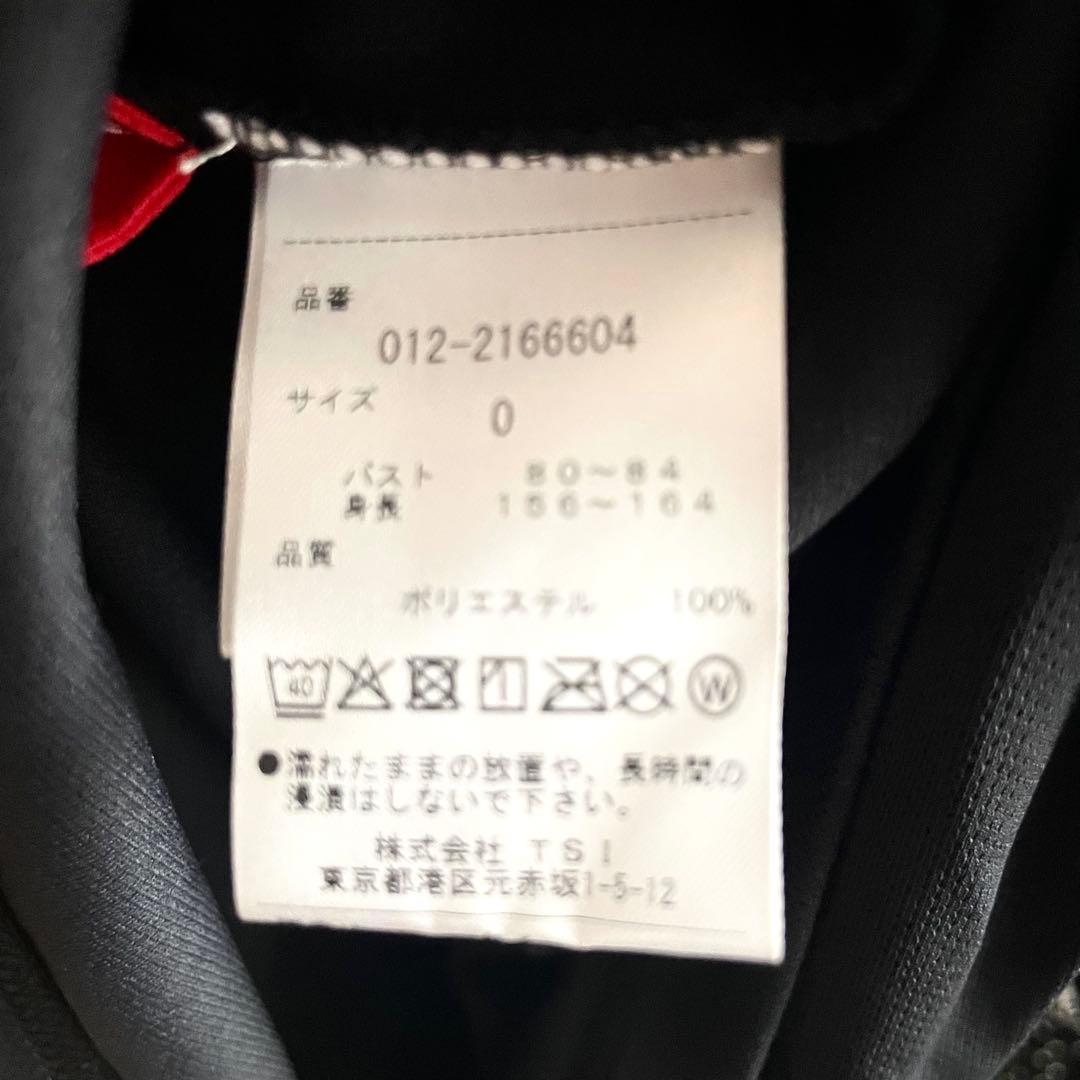 品番
012-2166604
サイズ 0
バスト 80〜84
身長 156〜164
品質
ポリエステル 100%
40
W
●濡れたままの放置や、長時間の
浸漬はしないで下さい。
株式会社 TSI
東京都港区元赤坂1-5-12